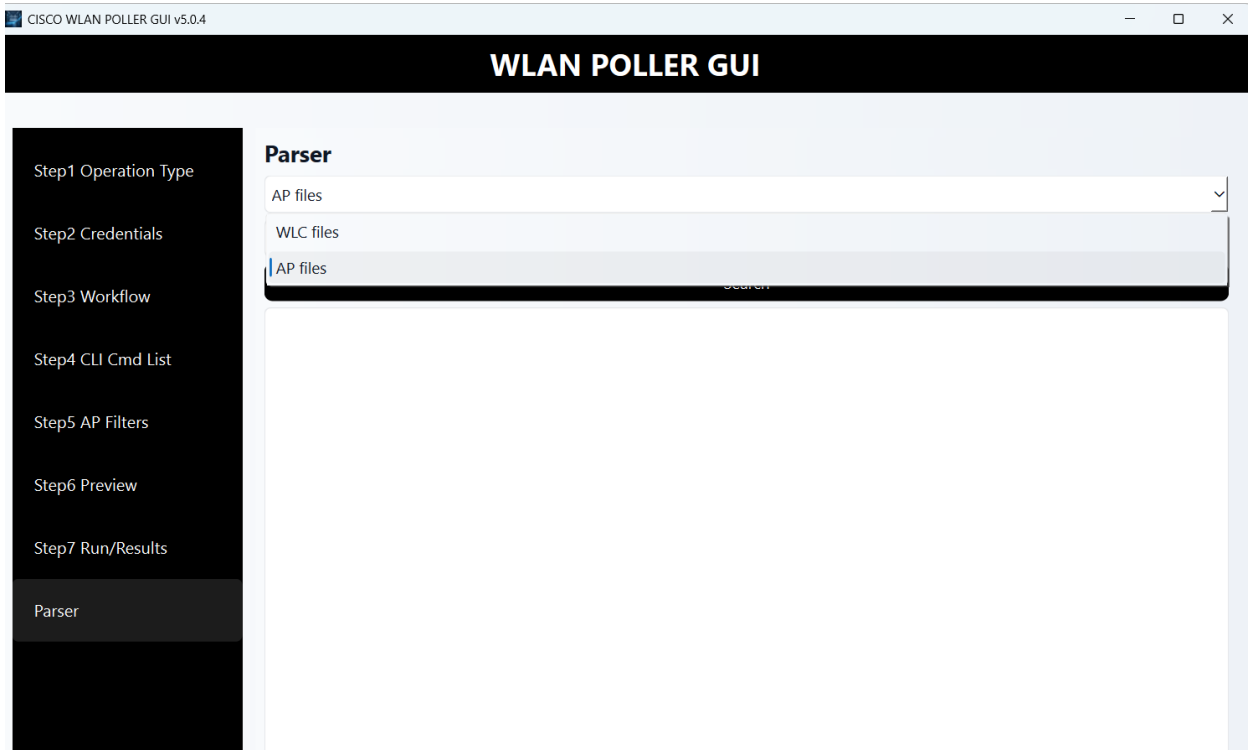 CISCO WLAN POLLER GUI v5.0.4
WLAN POLLER GUI
Step1 Operation Type
Step2 Credentials
Step3 Workflow
Step4 CLI Cmd List
Step5 AP Filters
Step6 Preview
Step7 Run/Results
Parser
Parser
AP files
WLC files
AP files
Search